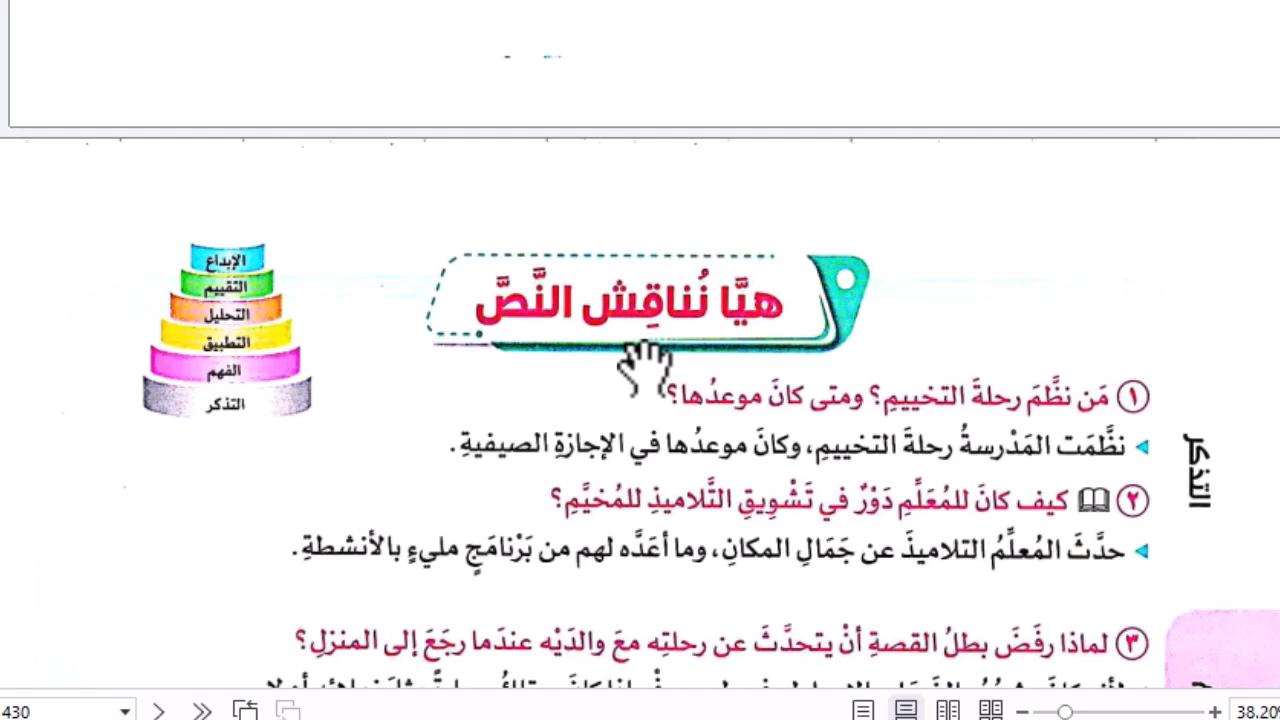 هيَّا نُناقِش النَّصَّ
الإبداع
التقييم
التحليل
التطبيق
الفهم
التذكر
١ مَن نظَّمَ رحلةَ التخييمِ؟ ومتى كانَ موعدُها؟
نظَّمَت المَدْرسةُ رحلةَ التخييمِ، وكانَ موعدُها في الإجازةِ الصيفيةِ.
التذكر
٢ كيف كانَ للمُعَلِّمِ دَوْرٌ في تَشْوِيقِ التَّلاميذِ للمُخيَّمِ؟
حدَّثَ المُعلِّمُ التلاميذَ عن جَمَالِ المكانِ، وما أعَدَّه لهم من بَرْنامَجٍ مليءٍ بالأنشطةِ.
٣ لماذا رفَضَ بطلُ القصةِ أنْ يتحدَّثَ عن رحلتِه معَ والدَيْه عندَما رجَعَ إلى المنزلِ؟
430
38.20